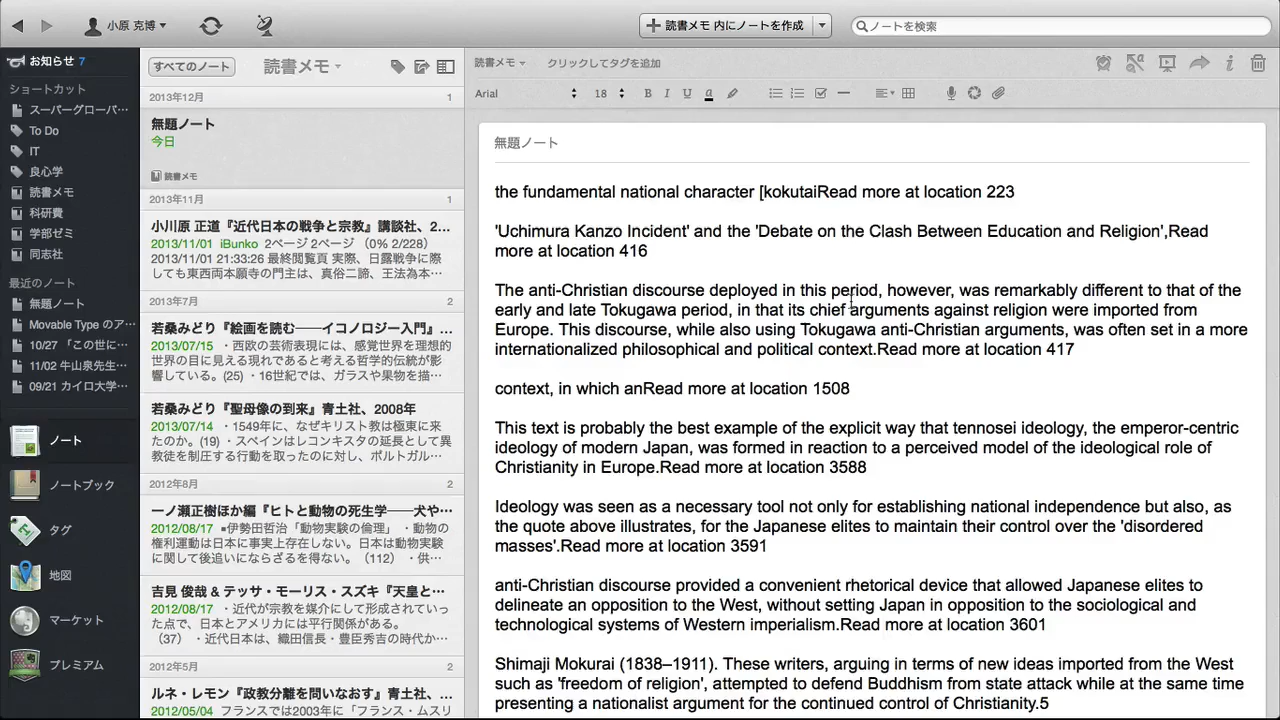 小原 克博
読書メモ 内にノートを作成
ノートを検索
お知らせ 7
ショートカット
スーパーグローバ…
To Do
IT
良心学
読書メモ
科研費
学部ゼミ
同志社
最近のノート
無題ノート
Movable Type のア…
10/27 「この世に…
11/02 牛山泉先生…
09/21 カイロ大学…
ノート
ノートブック
タグ
地図
マーケット
プレミアム
すべてのノート
読書メモ
2013年12月 1
無題ノート
今日
読書メモ
2013年11月 1
小川原 正道『近代日本の戦争と宗教』講談社、2…
2013/11/01 iBunko 2ページ 2ページ （0% 2/228）
2013/11/01 21:33:26 最終閲覧頁 実際、日露戦争に際
しても東西両本願寺の門主は、真俗二諦、王法為本…
2013年7月 2
若桑みどり『絵画を読む──イコノロジー入門』…
2013/07/15 ・西欧の芸術表現には、感覚世界を理想的
世界の目に見える現れであると考える哲学的伝統が影
響している。(25) ・16世紀では、ガラスや果物を描…
若桑みどり『聖母像の到来』青土社、2008年
2013/07/14 ・1549年に、なぜキリスト教は極東に来
たのか。(19) ・スペインはレコンキスタの延長として異
教徒を制圧する行動を取ったのに対し、ポルトガル…
2012年8月 2
一ノ瀬正樹ほか編『ヒトと動物の死生学──犬や…
2012/08/17 ▪伊勢田哲治「動物実験の倫理」 ・動物の
権利運動は日本に事実上存在しない。日本は動物実験
に関して後追いにならざるを得ない。（112） ・供…
吉見 俊哉 & テッサ・モーリス・スズキ『天皇と…
2012/08/17 ・近代が宗教を媒介にして形成されていっ
た点で、日本とアメリカには平行関係がある。
（37） ・近代日本は、織田信長・豊臣秀吉の時代か…
2012年5月 2
ルネ・レモン『政教分離を問いなおす』青土社、…
2012/05/04 フランスでは2003年に「フランス・ムスリ
読書メモ
クリックしてタグを追加
Arial 18 B I U a
無題ノート
the fundamental national character [kokutaiRead more at location 223
'Uchimura Kanzo Incident' and the 'Debate on the Clash Between Education and Religion',Read
more at location 416
The anti-Christian discourse deployed in this period, however, was remarkably different to that of the
early and late Tokugawa period, in that its chief arguments against religion were imported from
Europe. This discourse, while also using Tokugawa anti-Christian arguments, was often set in a more
internationalized philosophical and political context.Read more at location 417
context, in which anRead more at location 1508
This text is probably the best example of the explicit way that tennosei ideology, the emperor-centric
ideology of modern Japan, was formed in reaction to a perceived model of the ideological role of
Christianity in Europe.Read more at location 3588
Ideology was seen as a necessary tool not only for establishing national independence but also, as
the quote above illustrates, for the Japanese elites to maintain their control over the 'disordered
masses'.Read more at location 3591
anti-Christian discourse provided a convenient rhetorical device that allowed Japanese elites to
delineate an opposition to the West, without setting Japan in opposition to the sociological and
technological systems of Western imperialism.Read more at location 3601
Shimaji Mokurai (1838–1911). These writers, arguing in terms of new ideas imported from the West
such as 'freedom of religion', attempted to defend Buddhism from state attack while at the same time
presenting a nationalist argument for the continued control of Christianity.5